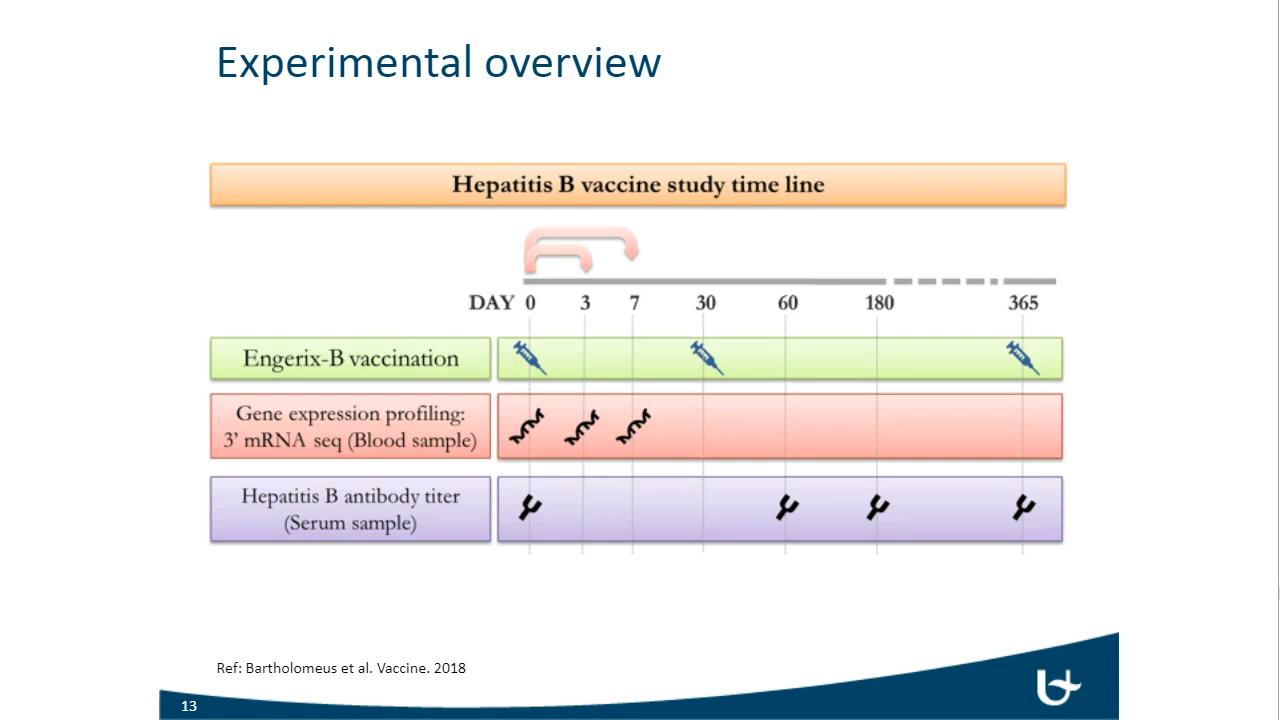 Experimental overview
Hepatitis B vaccine study time line
DAY 0 3 7 30 60 180 365
Engerix-B vaccination
Gene expression profiling:
3’ mRNA seq (Blood sample)
Hepatitis B antibody titer
(Serum sample)
Ref: Bartholomeus et al. Vaccine. 2018
13